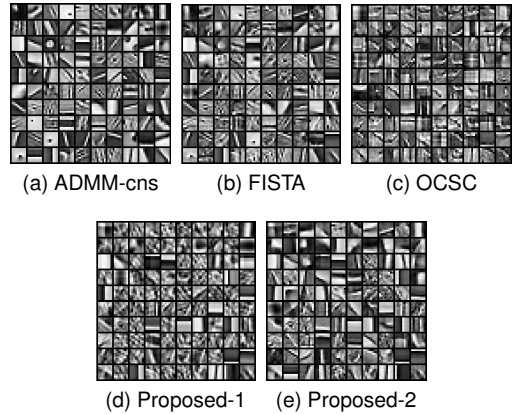 (a) ADMM-cns
(b) FISTA
(c) OCSC
(d) Proposed-1
(e) Proposed-2